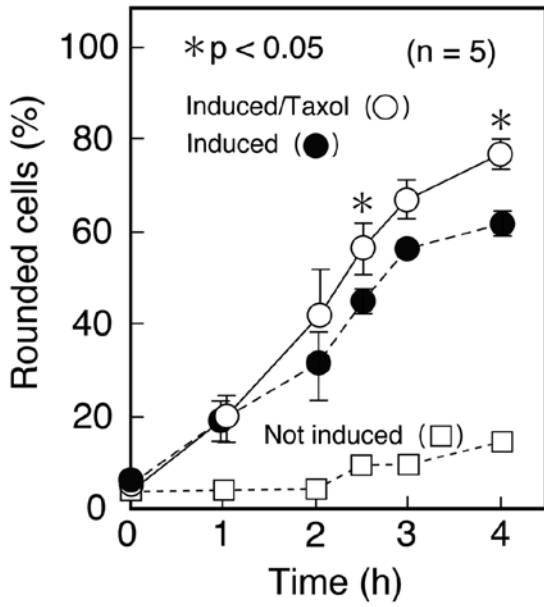 100
* p < 0.05 (n = 5)
Induced/Taxol (○)
Induced (●)
80
*
*
60
40
20
Not induced (□)
0
0 1 2 3 4
Rounded cells (%)
Time (h)